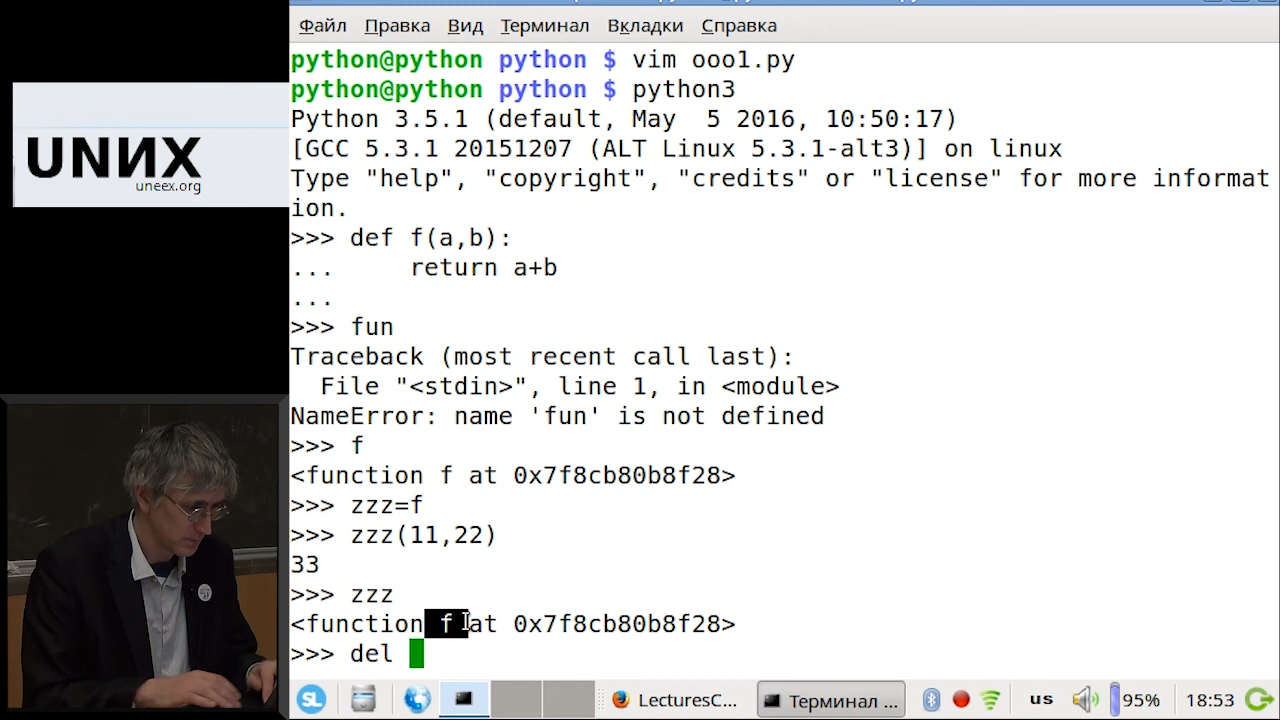 Файл Правка Вид Терминал Вкладки Справка
python@python python $ vim ooo1.py
python@python python $ python3
Python 3.5.1 (default, May  5 2016, 10:50:17)
[GCC 5.3.1 20151207 (ALT Linux 5.3.1-alt3)] on linux
Type "help", "copyright", "credits" or "license" for more informat
ion.
>>> def f(a,b):
...     return a+b
...
>>> fun
Traceback (most recent call last):
  File "<stdin>", line 1, in <module>
NameError: name 'fun' is not defined
>>> f
<function f at 0x7f8cb80b8f28>
>>> zzz=f
>>> zzz(11,22)
33
>>> zzz
<function f at 0x7f8cb80b8f28>
>>> del
UNИX
uneex.org
LecturesC...
Терминал ...
us
95%
18:53